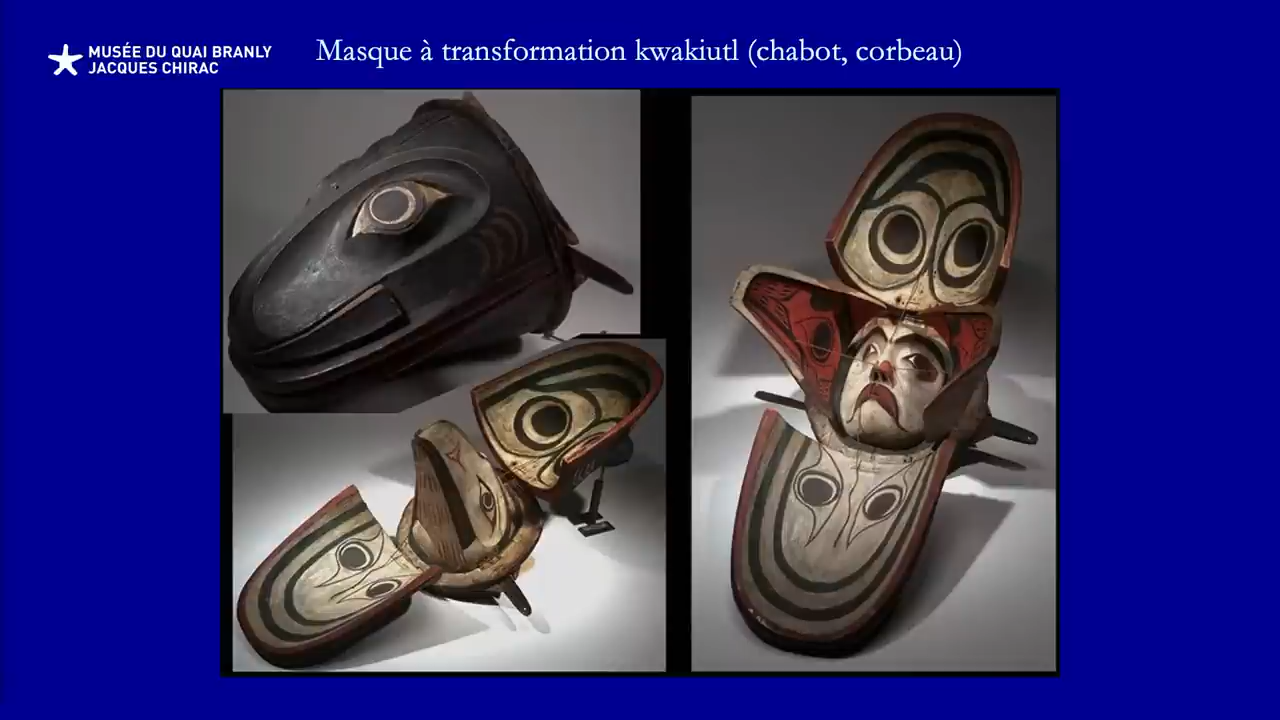 MUSÉE DU QUAI BRANLY
JACQUES CHIRAC
Masque à transformation kwakiutl (chabot, corbeau)